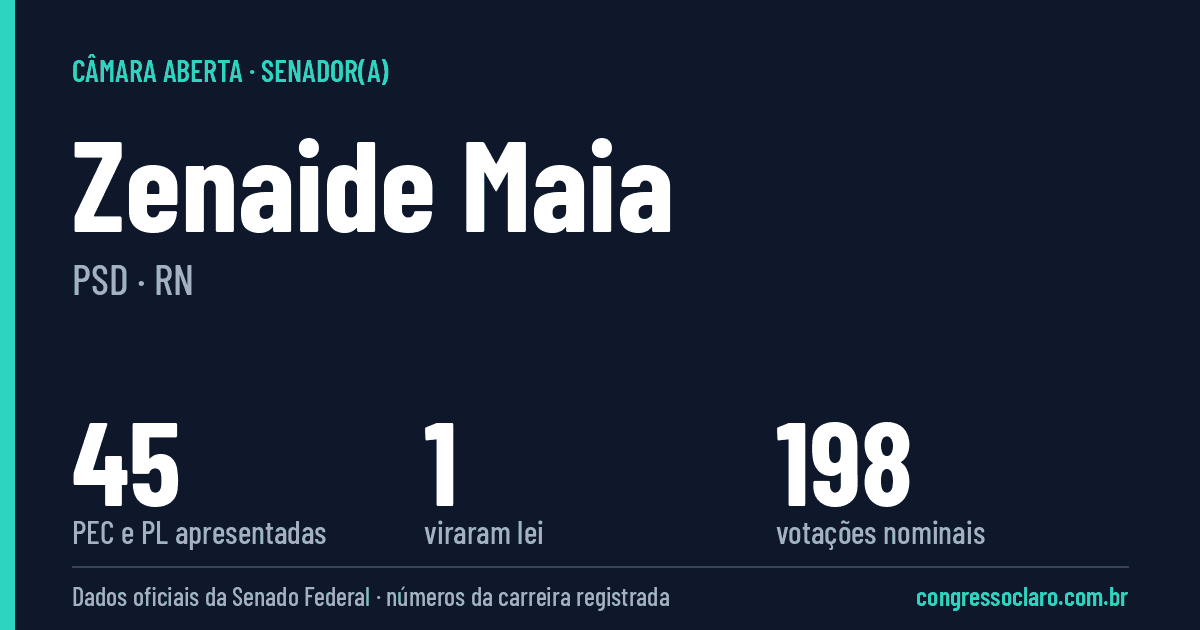 CÂMARA ABERTA · SENADOR(A)
Zenaide Maia
PSD · RN
45 1 198
PEC e PL apresentadas viraram lei votações nominais
Dados oficiais da Senado Federal · números da carreira registrada congressoclaro.com.br